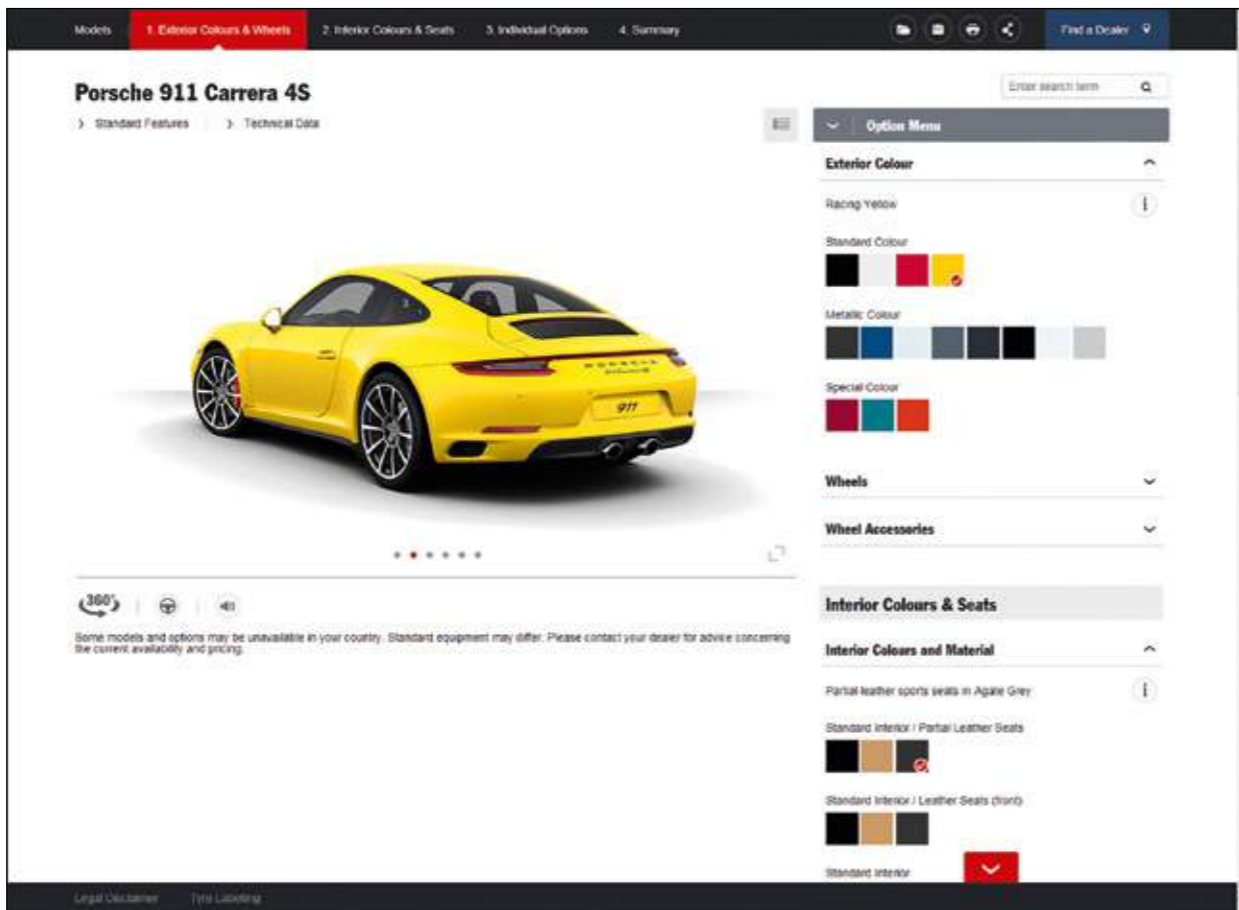 Models
1. Exterior Colours & Wheels
2. Interior Colours & Seats
3. Individual Options
4. Summary
Find a Dealer
Porsche 911 Carrera 4S
Standard Features
Technical Data
Enter search term
Option Menu
Exterior Colour
Racing Yellow
i
Standard Colour
Metallic Colour
Special Colour
PORSCHE
911
Wheels
Wheel Accessories
360°
Some models and options may be unavailable in your country. Standard equipment may differ. Please contact your dealer for advice concerning
the current availability and pricing.
Interior Colours & Seats
Interior Colours and Material
Partial leather sports seats in Agate Grey
i
Standard Interior / Partial Leather Seats
Standard Interior / Leather Seats (front)
Standard Interior
Legal Disclaimer
Tyre Labelling